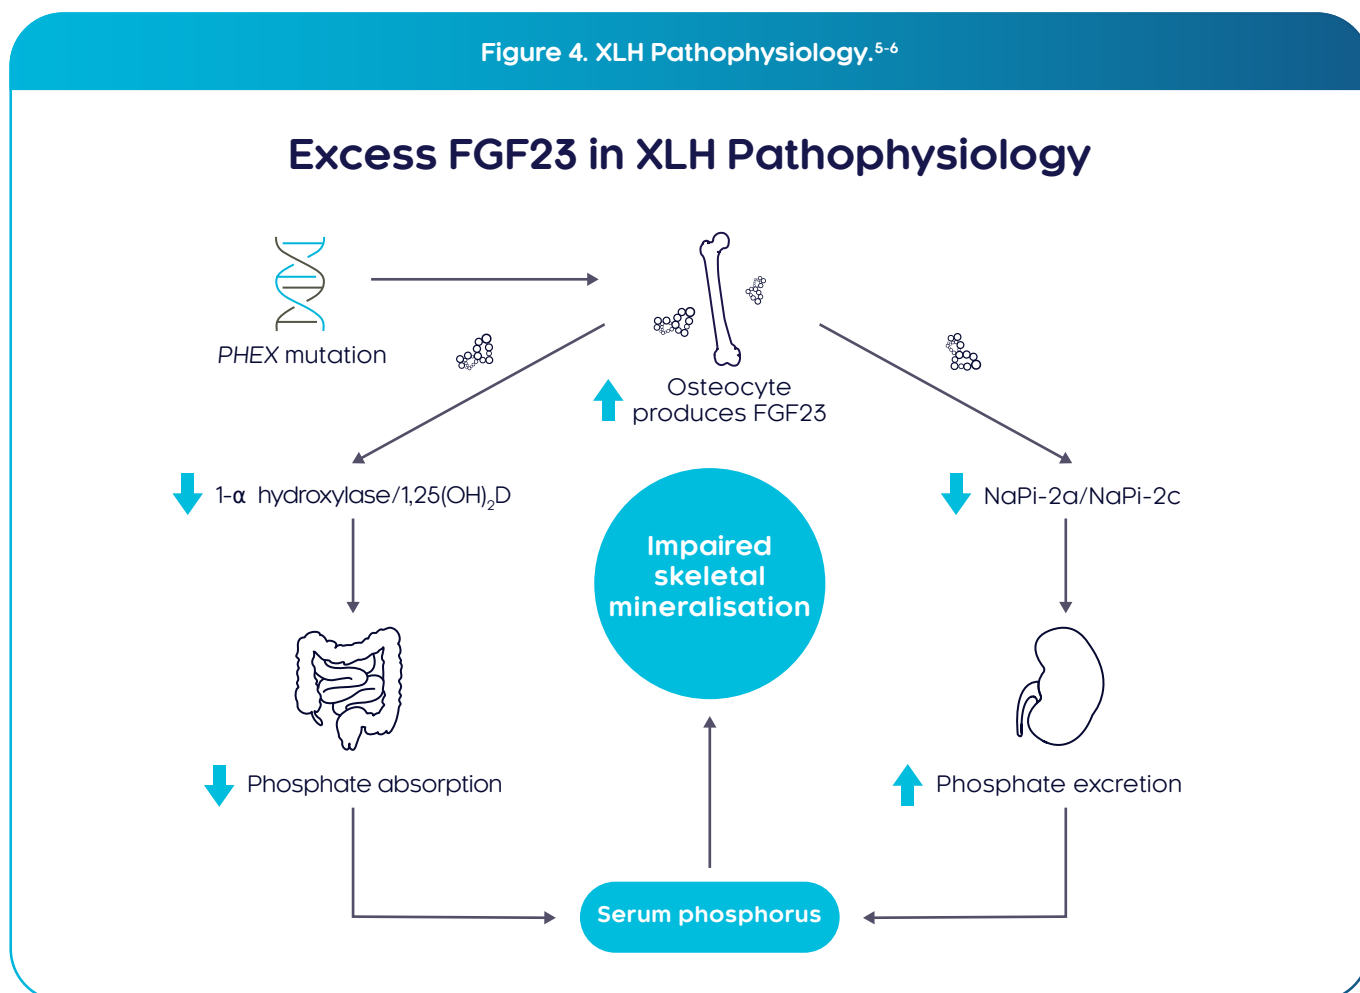 Figure 4. XLH Pathophysiology.⁵⁻⁶
Excess FGF23 in XLH Pathophysiology
PHEX mutation
Osteocyte
produces FGF23
1-α hydroxylase/1,25(OH)₂D
NaPi-2a/NaPi-2c
Impaired
skeletal
mineralisation
Phosphate absorption
Phosphate excretion
Serum phosphorus